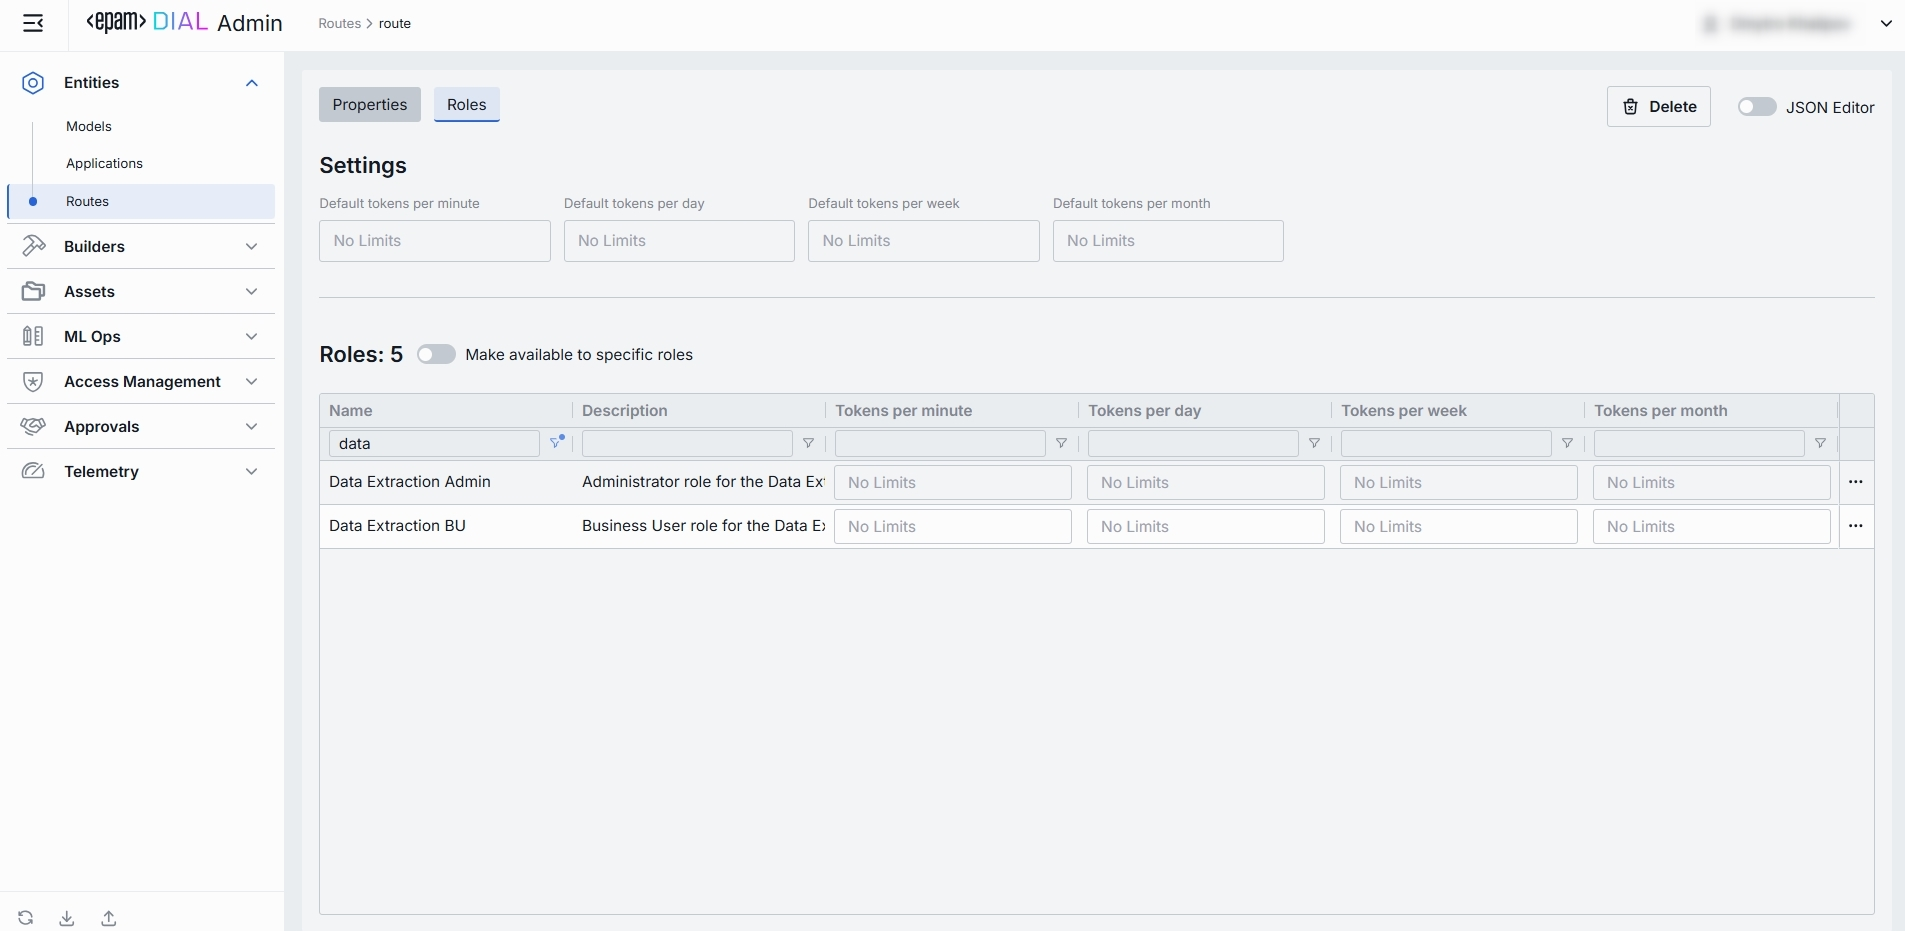 <epam> DIAL Admin
Routes > route
Entities
Models
Applications
Routes
Builders
Assets
ML Ops
Access Management
Approvals
Telemetry
Properties
Roles
Delete
JSON Editor
Settings
Default tokens per minute
Default tokens per day
Default tokens per week
Default tokens per month
No Limits
No Limits
No Limits
No Limits
Roles: 5
Make available to specific roles
Name
Description
Tokens per minute
Tokens per day
Tokens per week
Tokens per month
data
Data Extraction Admin
Administrator role for the Data Ex
No Limits
No Limits
No Limits
No Limits
Data Extraction BU
Business User role for the Data E
No Limits
No Limits
No Limits
No Limits